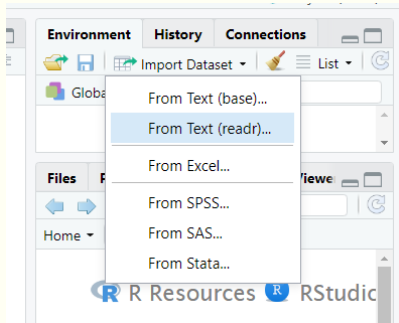 Environment History Connections
Import Dataset List
Globa
From Text (base)...
From Text (readr)...
From Excel...
From SPSS...
From SAS...
From Stata...
Files P Viewe
Home
R R Resources R RStudic